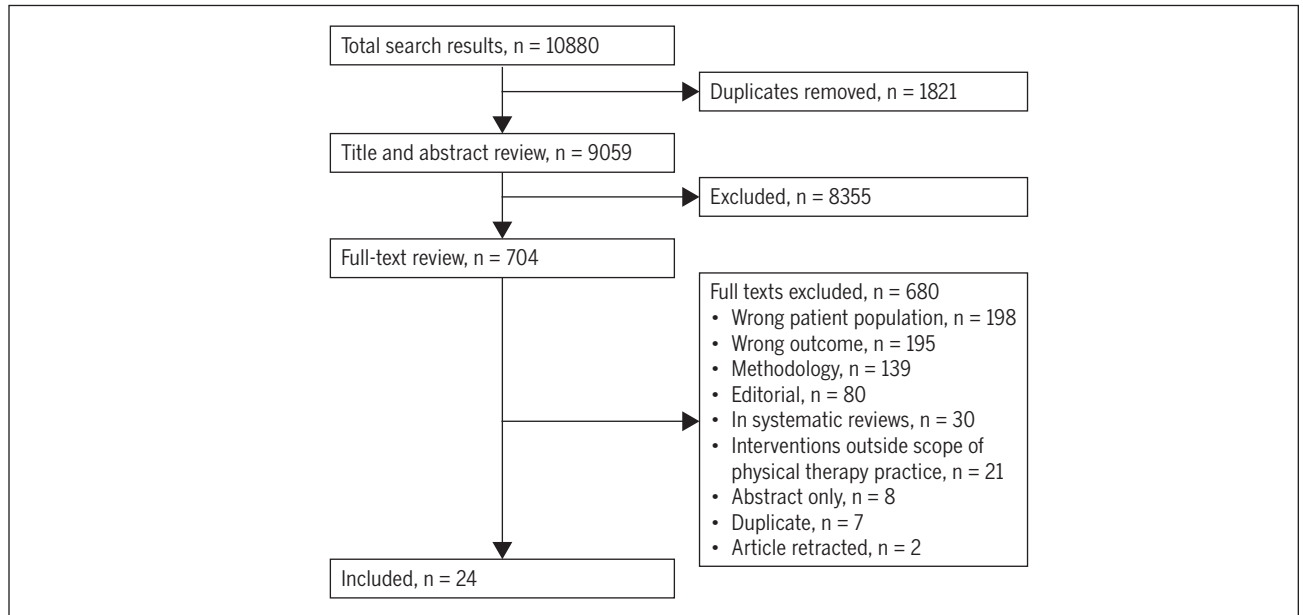 Total search results, n = 10880
Duplicates removed, n = 1821
Title and abstract review, n = 9059
Excluded, n = 8355
Full-text review, n = 704
Full texts excluded, n = 680
• Wrong patient population, n = 198
• Wrong outcome, n = 195
• Methodology, n = 139
• Editorial, n = 80
• In systematic reviews, n = 30
• Interventions outside scope of
physical therapy practice, n = 21
• Abstract only, n = 8
• Duplicate, n = 7
• Article retracted, n = 2
Included, n = 24